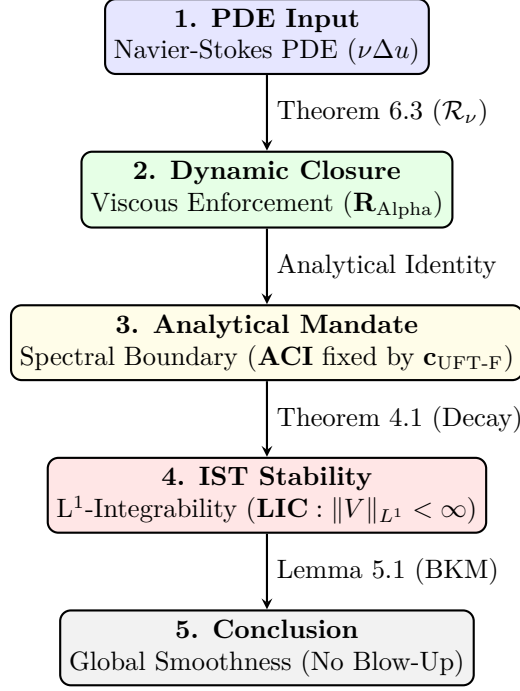 1. PDE Input
Navier-Stokes PDE (νΔu)
Theorem 6.3 (ℛ_ν)
2. Dynamic Closure
Viscous Enforcement (R_Alpha)
Analytical Identity
3. Analytical Mandate
Spectral Boundary (ACI fixed by c_UFT-F)
Theorem 4.1 (Decay)
4. IST Stability
L¹-Integrability (LIC : ‖V‖_L¹ < ∞)
Lemma 5.1 (BKM)
5. Conclusion
Global Smoothness (No Blow-Up)